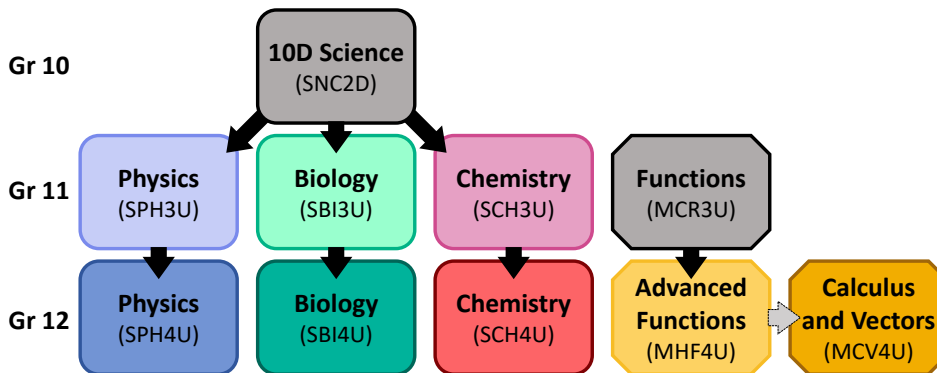 Gr 10
10D Science
(SNC2D)
Gr 11
Physics
(SPH3U)
Biology
(SBI3U)
Chemistry
(SCH3U)
Functions
(MCR3U)
Gr 12
Physics
(SPH4U)
Biology
(SBI4U)
Chemistry
(SCH4U)
Advanced
Functions
(MHF4U)
Calculus
and Vectors
(MCV4U)